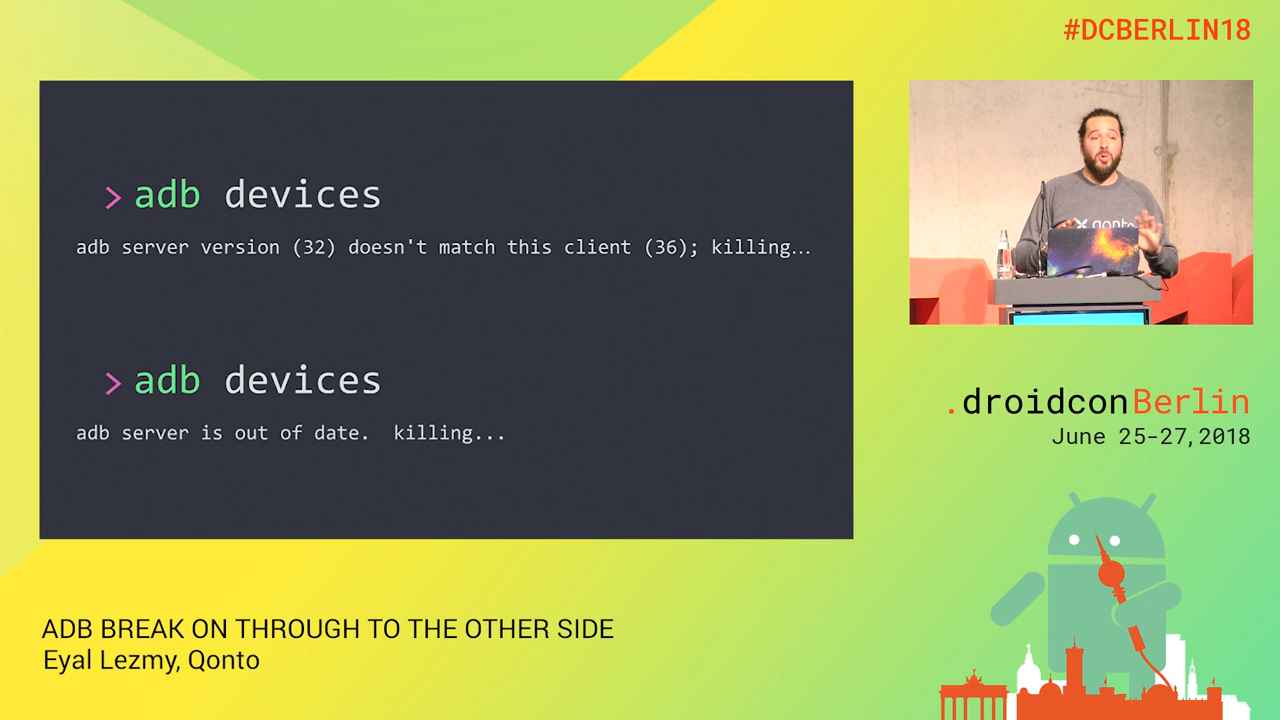 #DCBERLIN18
> adb devices
adb server version (32) doesn't match this client (36); killing...
> adb devices
adb server is out of date.  killing...
qonto
.droidconBerlin
June 25-27,2018
ADB BREAK ON THROUGH TO THE OTHER SIDE
Eyal Lezmy, Qonto